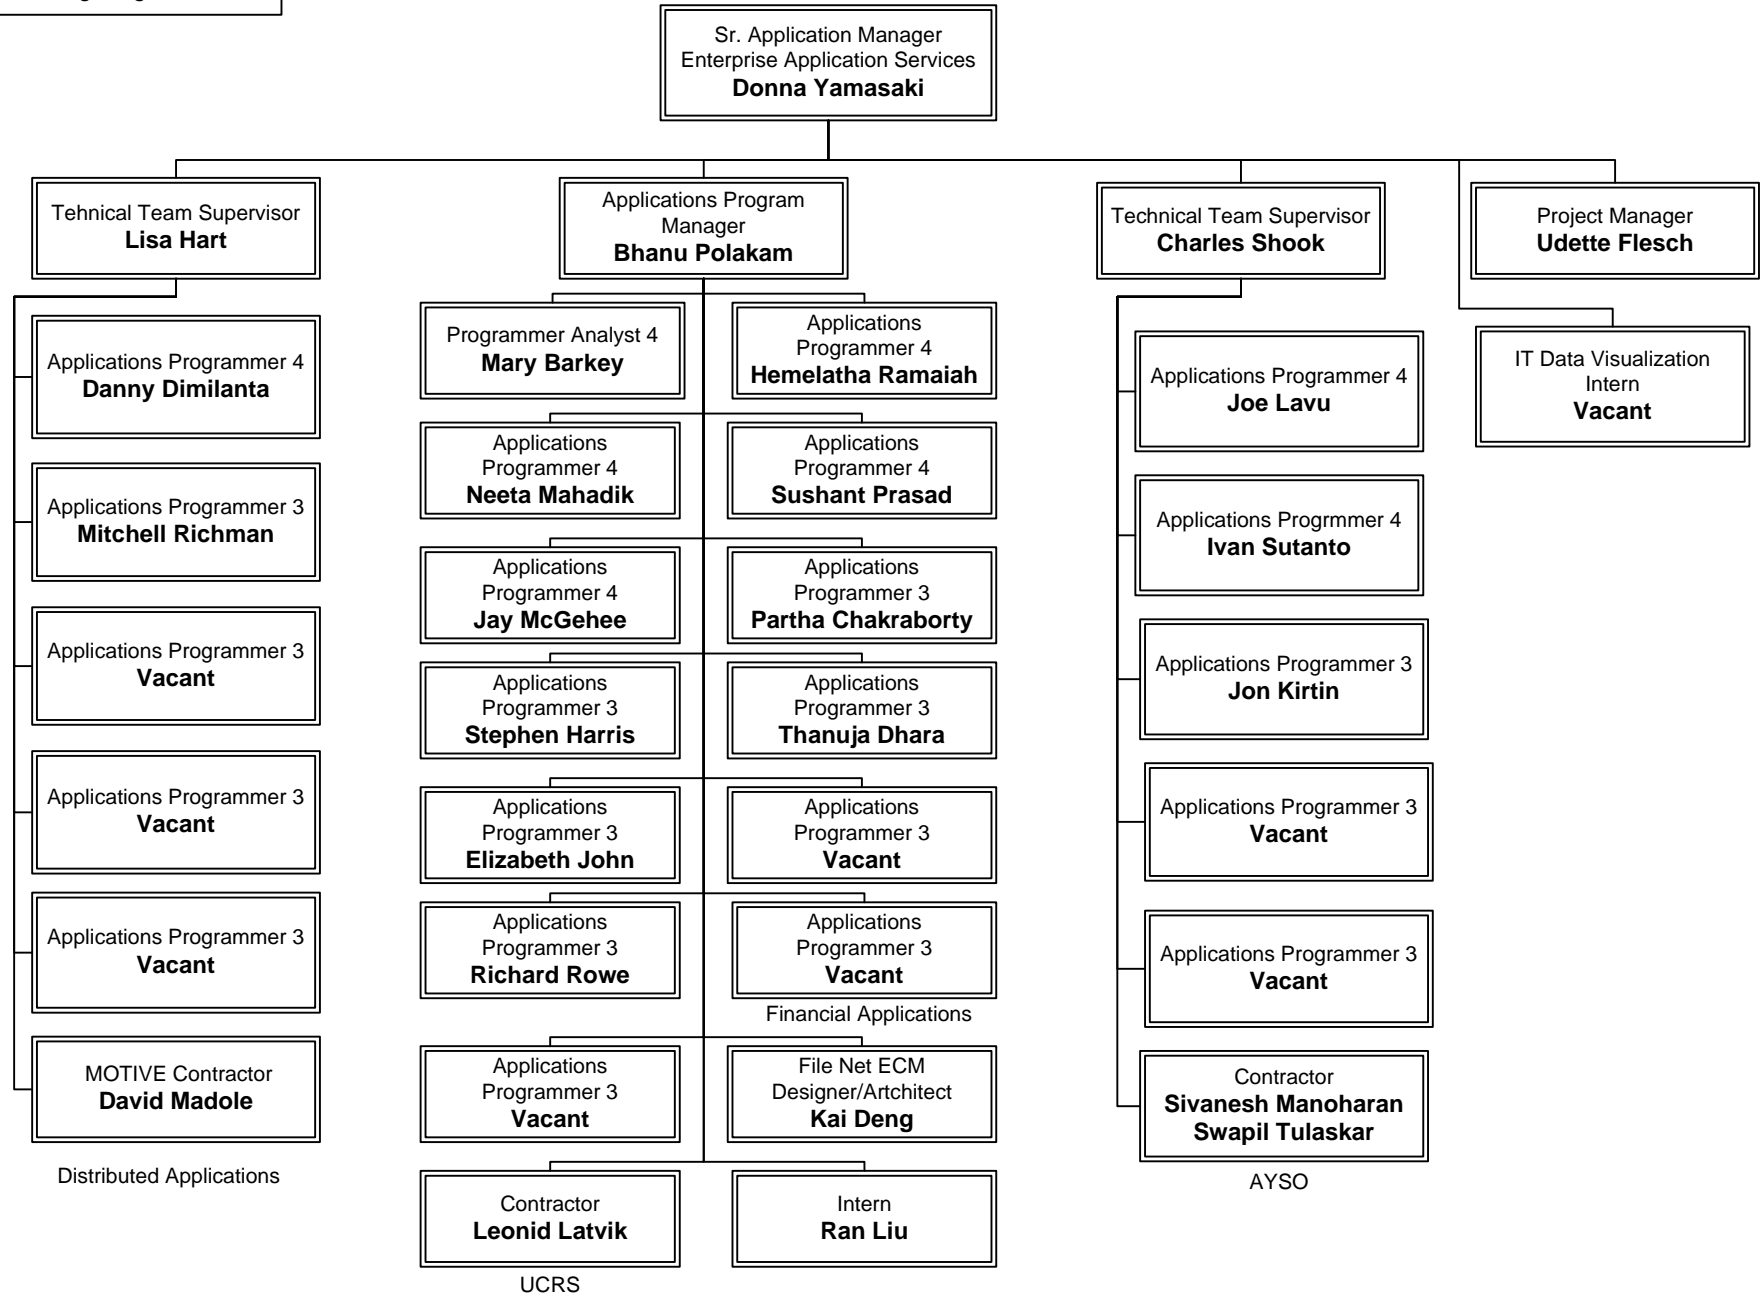 Sr. Application Manager
Enterprise Application Services
Donna Yamasaki
Tehnical Team Supervisor
Lisa Hart
Applications Program
Manager
Bhanu Polakam
Technical Team Supervisor
Charles Shook
Project Manager
Udette Flesch
Applications Programmer 4
Danny Dimilanta
Applications Programmer 3
Mitchell Richman
Applications Programmer 3
Vacant
Applications Programmer 3
Vacant
Applications Programmer 3
Vacant
MOTIVE Contractor
David Madole
Distributed Applications
Programmer Analyst 4
Mary Barkey
Applications
Programmer 4
Hemelatha Ramaiah
Applications
Programmer 4
Neeta Mahadik
Applications
Programmer 4
Sushant Prasad
Applications
Programmer 4
Jay McGehee
Applications
Programmer 3
Partha Chakraborty
Applications
Programmer 3
Stephen Harris
Applications
Programmer 3
Thanuja Dhara
Applications
Programmer 3
Elizabeth John
Applications
Programmer 3
Vacant
Applications
Programmer 3
Richard Rowe
Applications
Programmer 3
Vacant
Financial Applications
Applications
Programmer 3
Vacant
File Net ECM
Designer/Artchitect
Kai Deng
Contractor
Leonid Latvik
UCRS
Intern
Ran Liu
Applications Programmer 4
Joe Lavu
Applications Progrmmer 4
Ivan Sutanto
Applications Programmer 3
Jon Kirtin
Applications Programmer 3
Vacant
Applications Programmer 3
Vacant
Contractor
Sivanesh Manoharan
Swapil Tulaskar
AYSO
IT Data Visualization
Intern
Vacant